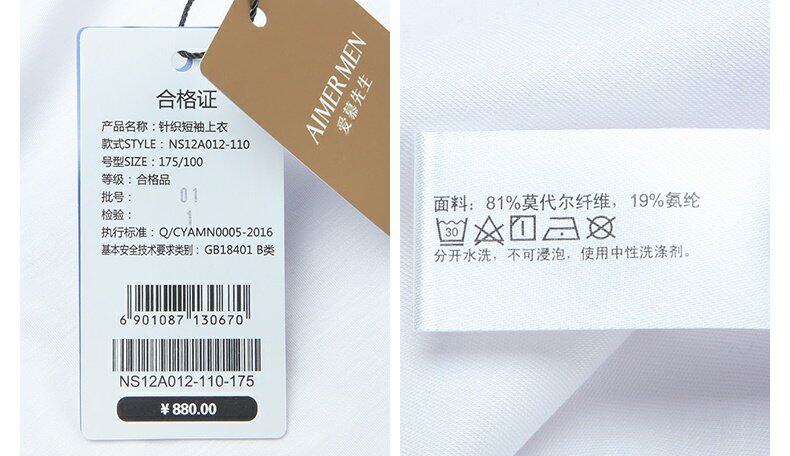 AIMER MEN
爱慕先生
合格证
产品名称：针织短袖上衣
款式STYLE：NS12A012-110
号型SIZE：175/100
等级：合格品
批号： 01
检验： 1
执行标准：Q/CYAMN0005-2016
基本安全技术要求类别： GB18401 B类
6 901087 130670
NS12A012-110-175
¥ 880.00
面料：81%莫代尔纤维，19%氨纶
30
分开水洗，不可浸泡，使用中性洗涤剂。